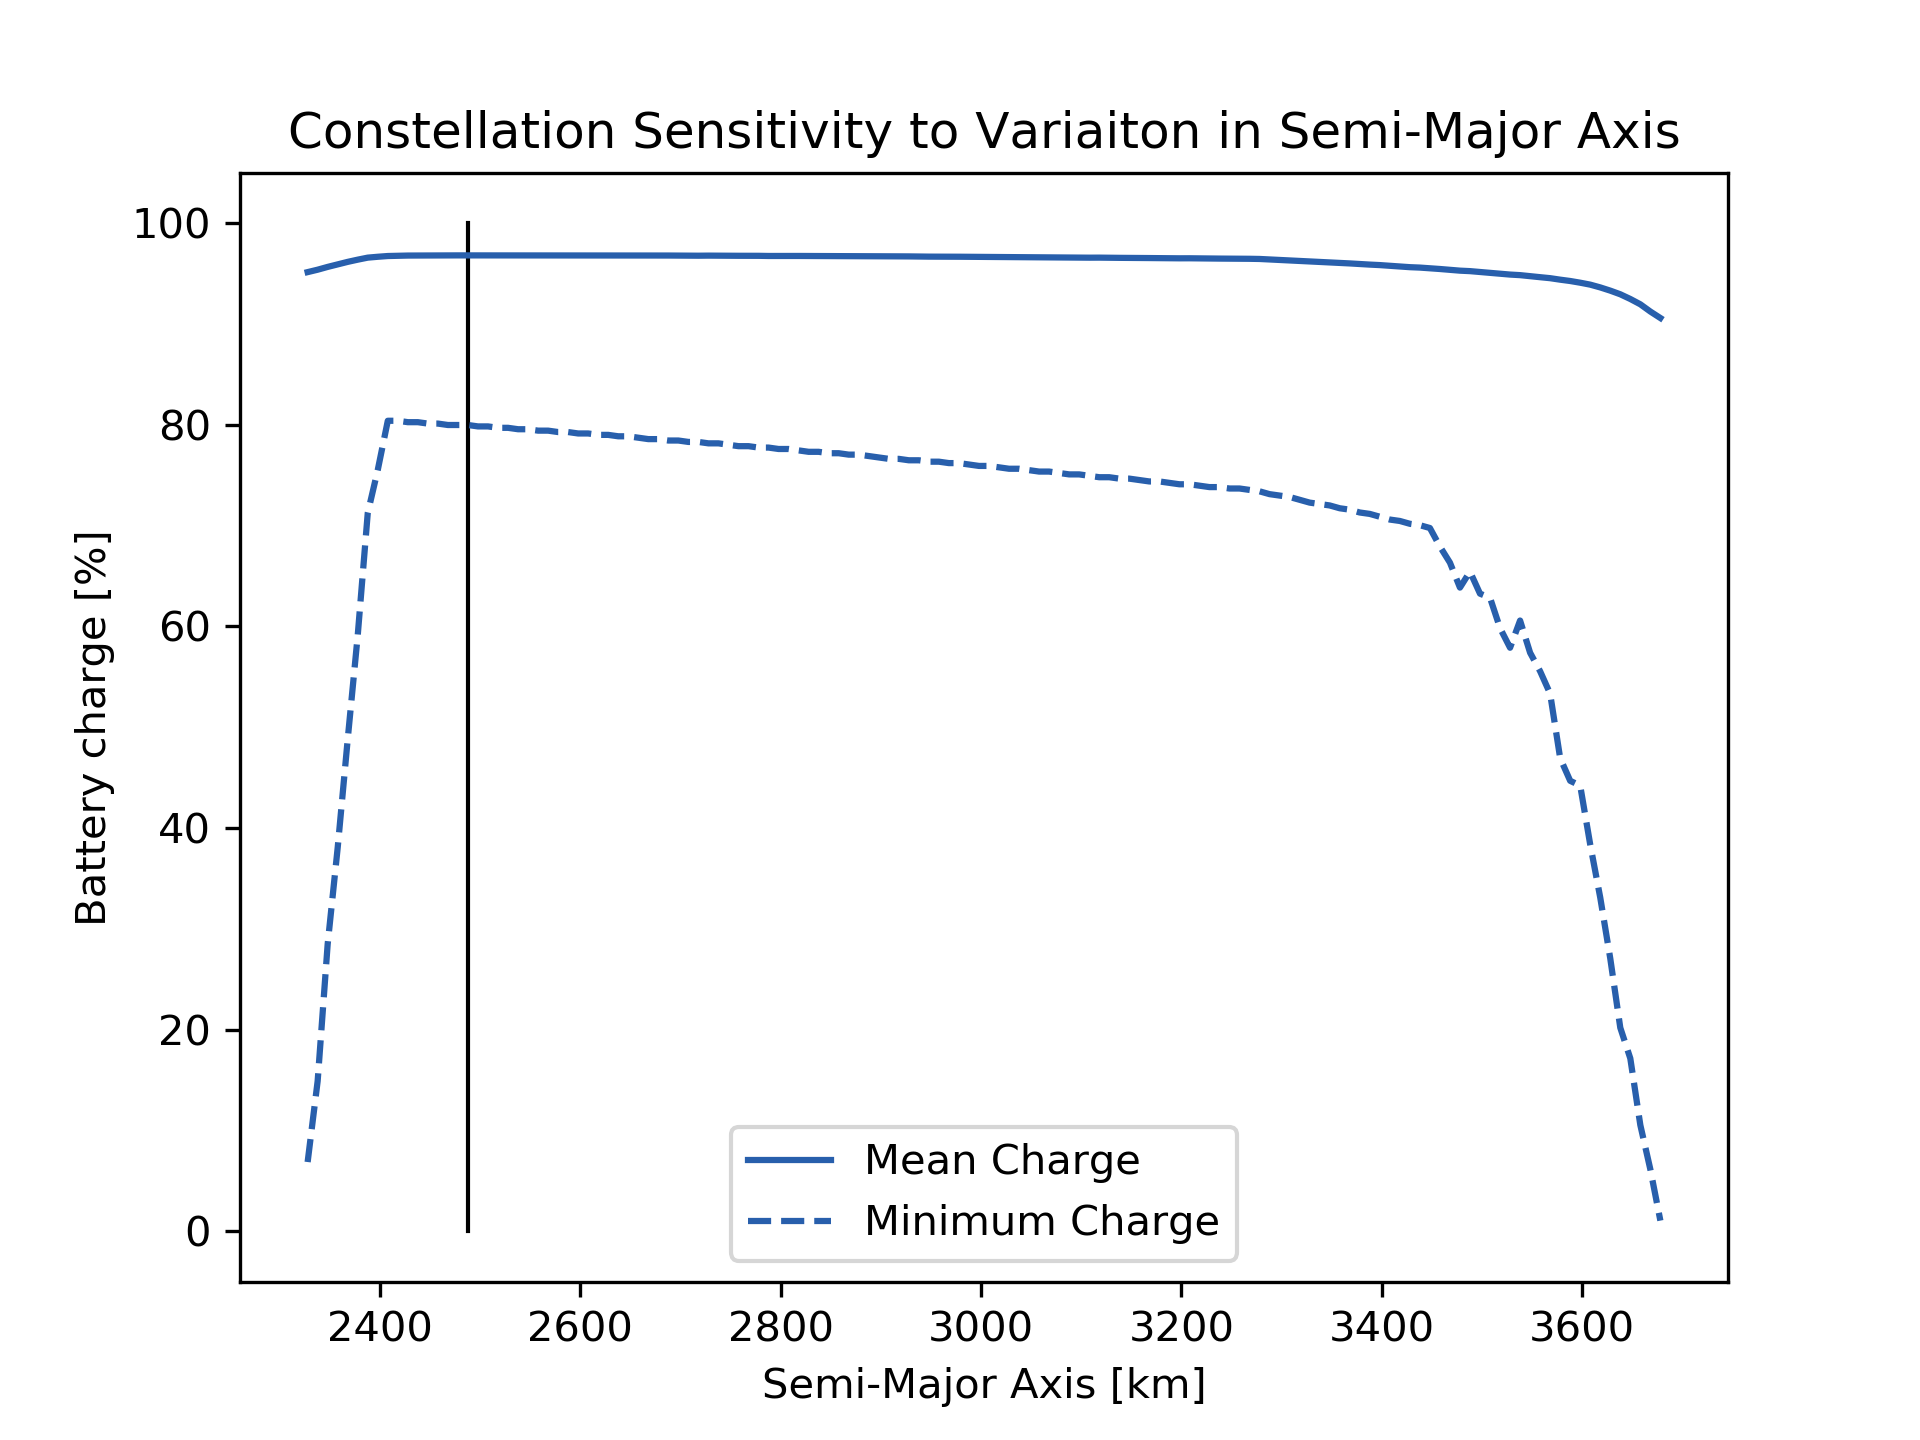 Constellation Sensitivity to Variaiton in Semi-Major Axis
100
80
60
40
20
0
Battery charge [%]
Mean Charge
Minimum Charge
2400 2600 2800 3000 3200 3400 3600
Semi-Major Axis [km]